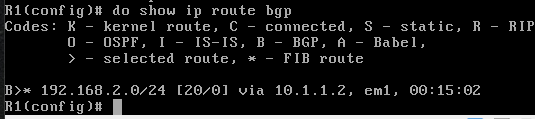 R1(config)# do show ip route bgp
Codes: K - kernel route, C - connected, S - static, R - RIP
       O - OSPF, I - IS-IS, B - BGP, A - Babel,
       > - selected route, * - FIB route

B>* 192.168.2.0/24 [20/0] via 10.1.1.2, em1, 00:15:02
R1(config)#